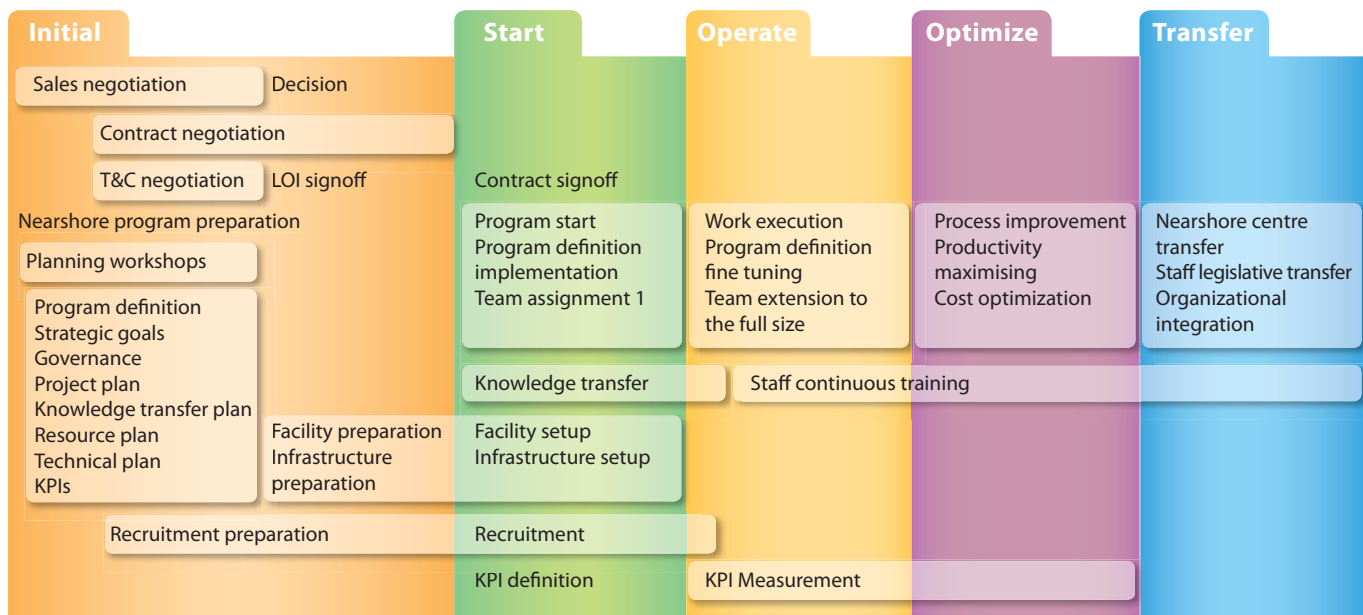 Initial
Start
Operate
Optimize
Transfer
Sales negotiation
Decision
Contract negotiation
T&C negotiation
LOI signoff
Contract signoff
Nearshore program preparation
Planning workshops
Program definition
Strategic goals
Governance
Project plan
Knowledge transfer plan
Resource plan
Technical plan
KPIs
Facility preparation
Infrastructure
preparation
Program start
Program definition
implementation
Team assignment 1
Work execution
Program definition
fine tuning
Team extension to
the full size
Process improvement
Productivity
maximising
Cost optimization
Nearshore centre
transfer
Staff legislative transfer
Organizational
integration
Knowledge transfer
Staff continuous training
Facility setup
Infrastructure setup
Recruitment preparation
Recruitment
KPI definition
KPI Measurement